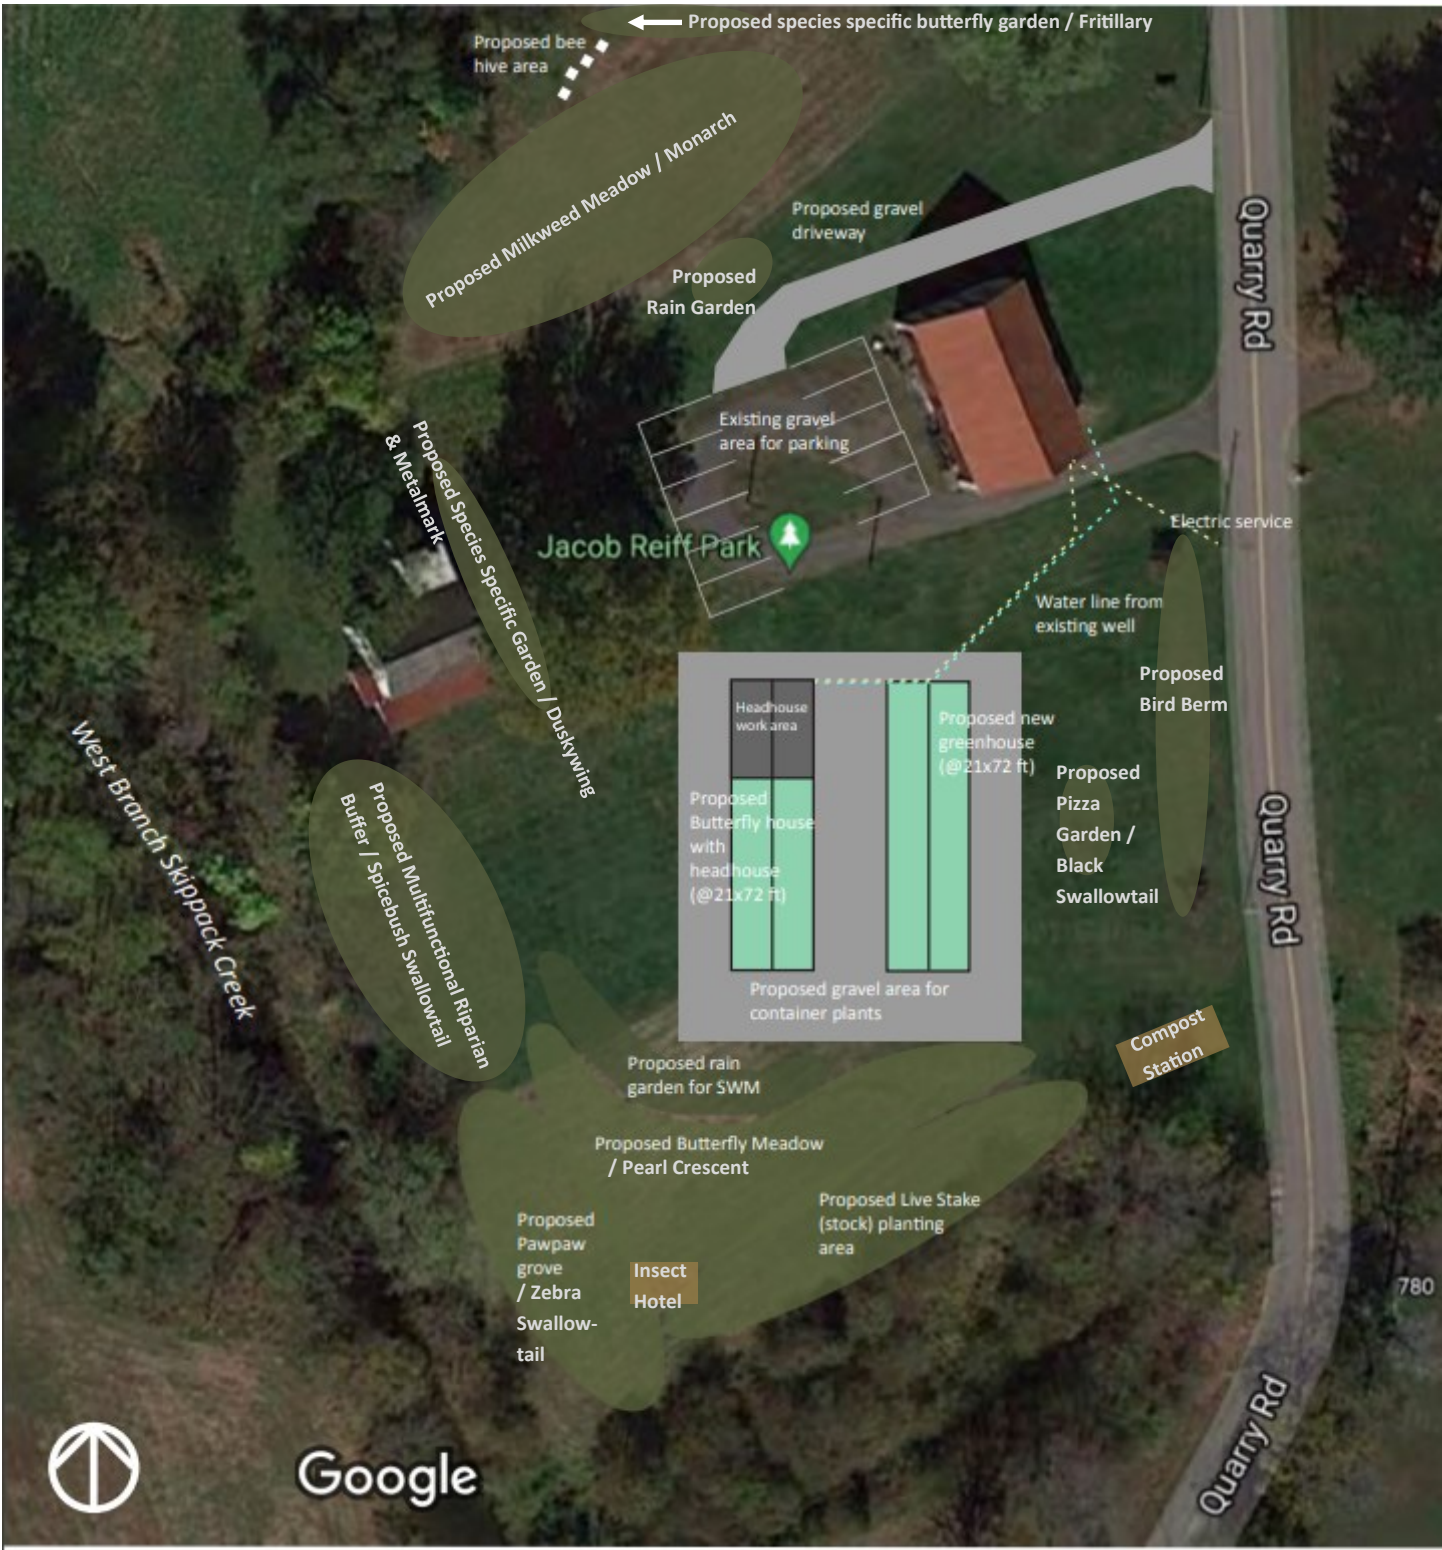 Proposed species specific butterfly garden / Fritillary
Proposed bee
hive area
Proposed Milkweed Meadow / Monarch
Proposed gravel
driveway
Proposed
Rain Garden
Quarry Rd
Existing gravel
area for parking
Proposed Species Specific Garden / Duskywing
& Metalmark
Jacob Reiff Park
Electric service
Water line from
existing well
Proposed
Bird Berm
Headhouse
work area
Proposed new
greenhouse
(@21x72 ft)
Proposed
Butterfly house
with
headhouse
(@21x72 ft)
Proposed
Pizza
Garden /
Black
Swallowtail
Quarry Rd
West Branch Skippack Creek
Proposed Multifunctional Riparian
Buffer / Spicebush Swallowtail
Proposed gravel area for
container plants
Compost
Station
Proposed rain
garden for SWM
Proposed Butterfly Meadow
/ Pearl Crescent
Proposed Live Stake
(stock) planting
area
Proposed
Pawpaw
grove
/ Zebra
Swallow-
tail
Insect
Hotel
780
Quarry Rd
Google